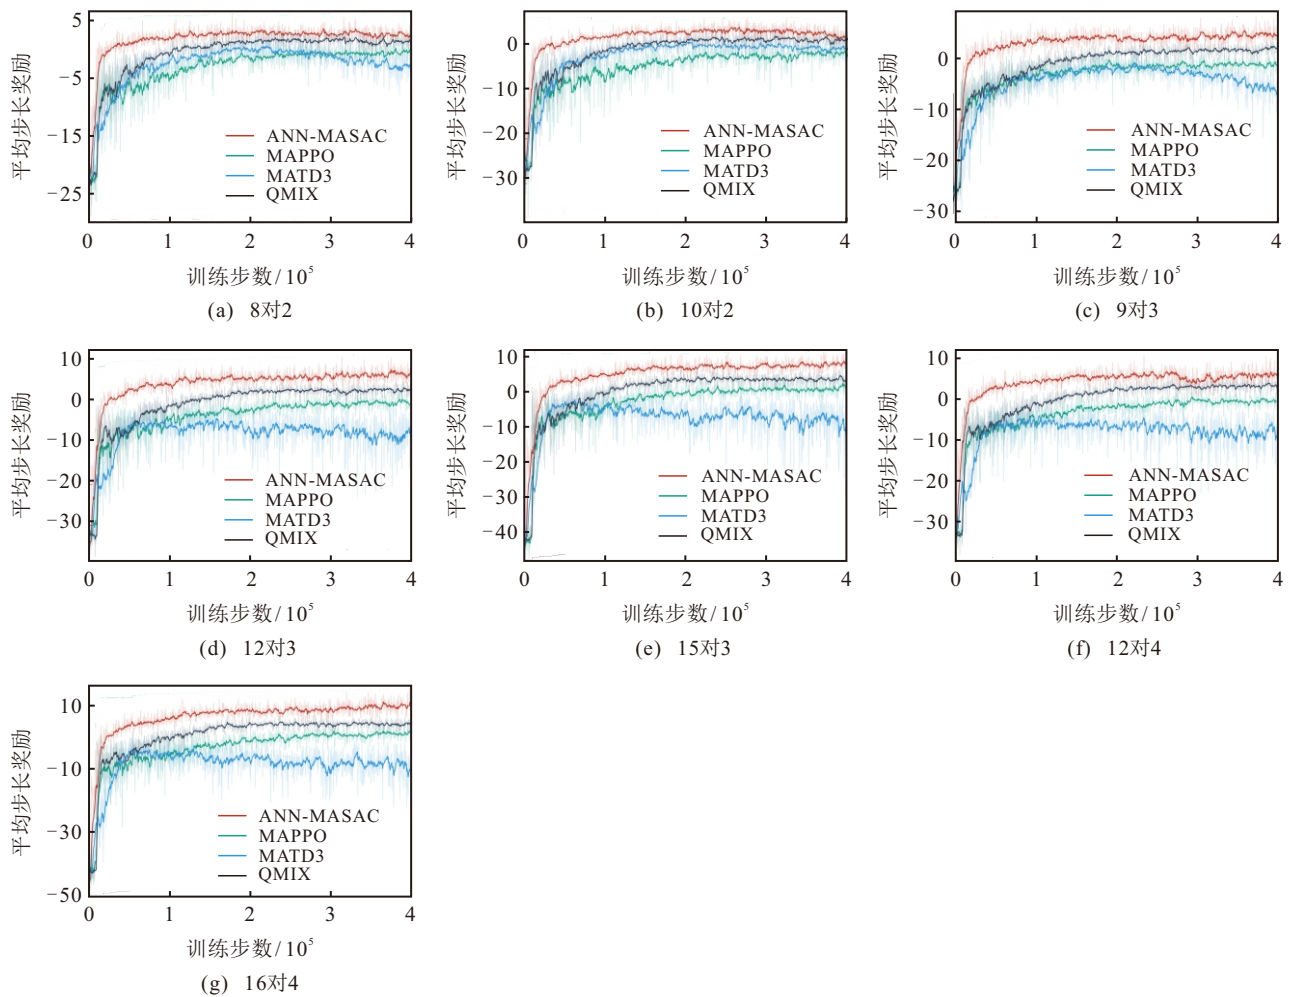 5
−5
−15
−25
平均步长奖励
ANN-MASAC
MAPPO
MATD3
QMIX
0 1 2 3 4
训练步数/10⁵
(a) 8对2
0
−10
−20
−30
平均步长奖励
ANN-MASAC
MAPPO
MATD3
QMIX
0 1 2 3 4
训练步数/10⁵
(b) 10对2
0
−10
−20
−30
平均步长奖励
ANN-MASAC
MAPPO
MATD3
QMIX
0 1 2 3 4
训练步数/10⁵
(c) 9对3
10
0
−10
−20
−30
平均步长奖励
ANN-MASAC
MAPPO
MATD3
QMIX
0 1 2 3 4
训练步数/10⁵
(d) 12对3
10
0
−10
−20
−30
−40
平均步长奖励
ANN-MASAC
MAPPO
MATD3
QMIX
0 1 2 3 4
训练步数/10⁵
(e) 15对3
10
0
−10
−20
−30
平均步长奖励
ANN-MASAC
MAPPO
MATD3
QMIX
0 1 2 3 4
训练步数/10⁵
(f) 12对4
10
−10
−30
−50
平均步长奖励
ANN-MASAC
MAPPO
MATD3
QMIX
0 1 2 3 4
训练步数/10⁵
(g) 16对4